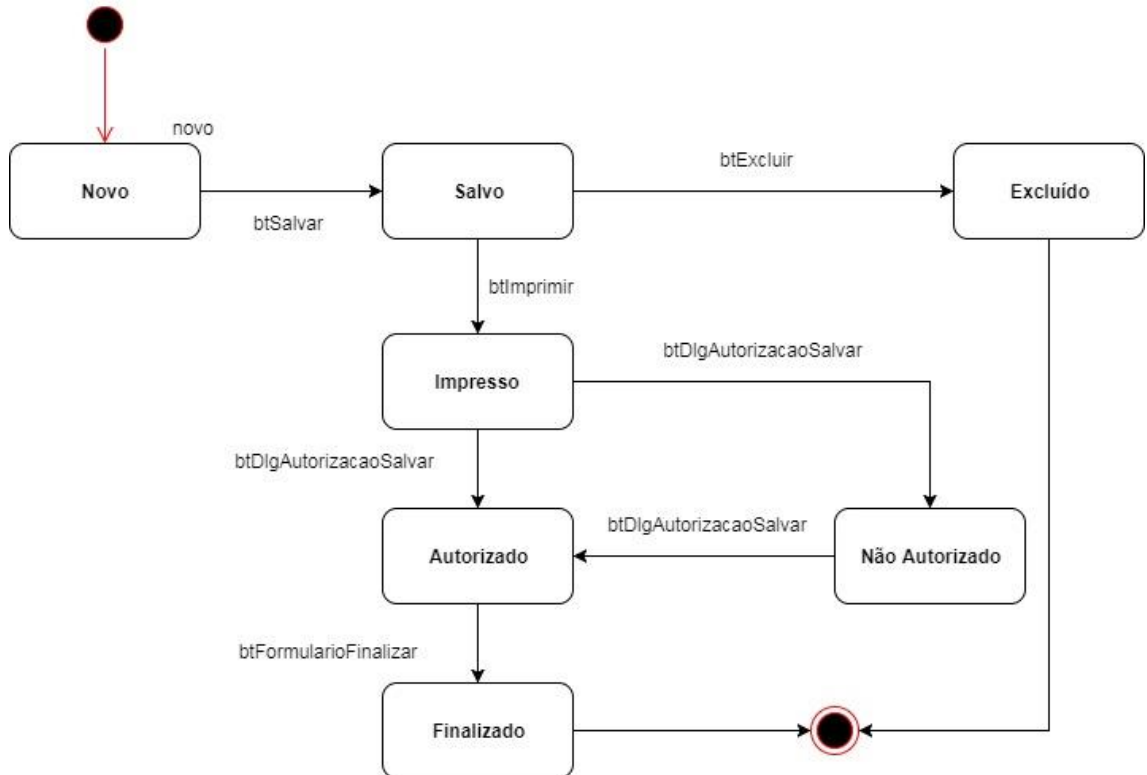 novo
Novo
btSalvar
Salvo
btExcluir
Excluído
btImprimir
Impresso
btDlgAutorizacaoSalvar
btDlgAutorizacaoSalvar
btDlgAutorizacaoSalvar
Autorizado
Não Autorizado
btFormularioFinalizar
Finalizado